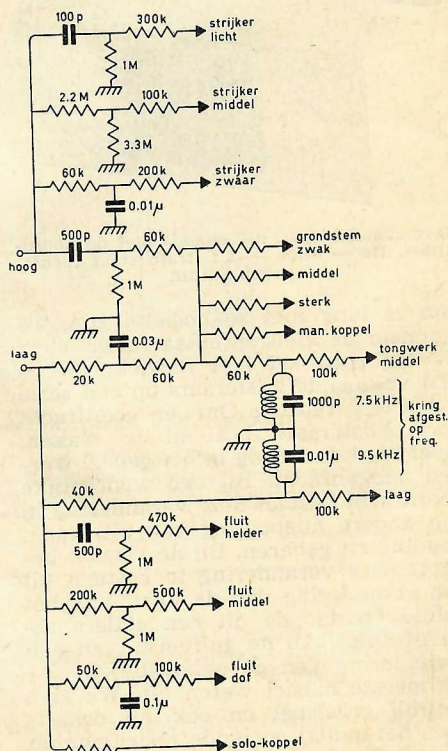 100p
300k
strijker
licht
1M
2.2M
100k
strijker
middel
3.3M
60k
200k
strijker
zwaar
0.01µ
500p
60k
grondstem
zwak
hoog
1M
middel
sterk
0.03µ
man. koppel
laag
20k
60k
60k
100k
tongwerk
middel
1000p
7.5kHz
kring
afgest.
op
freq.
0.01µ
9.5kHz
40k
100k
laag
500p
470k
fluit
helder
1M
200k
500k
fluit
middel
1M
50k
100k
fluit
dof
0.1µ
solo-koppel